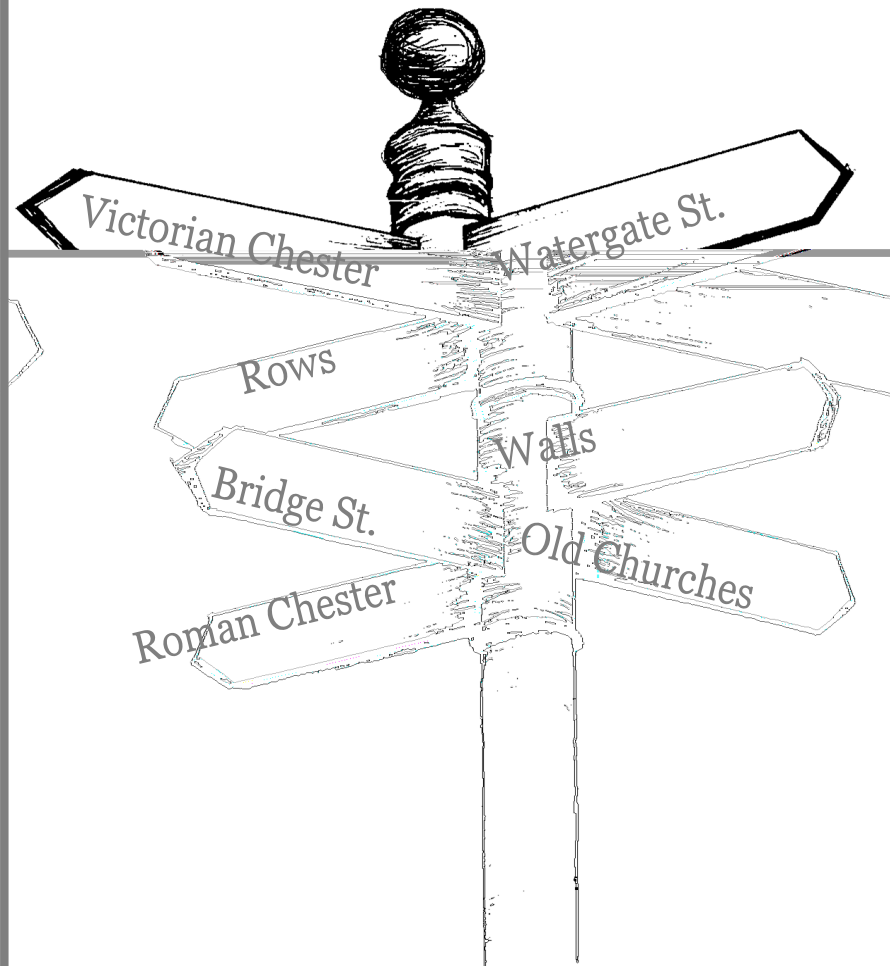 Victorian Chester
Watergate St.
Rows
Walls
Bridge St.
Old Churches
Roman Chester